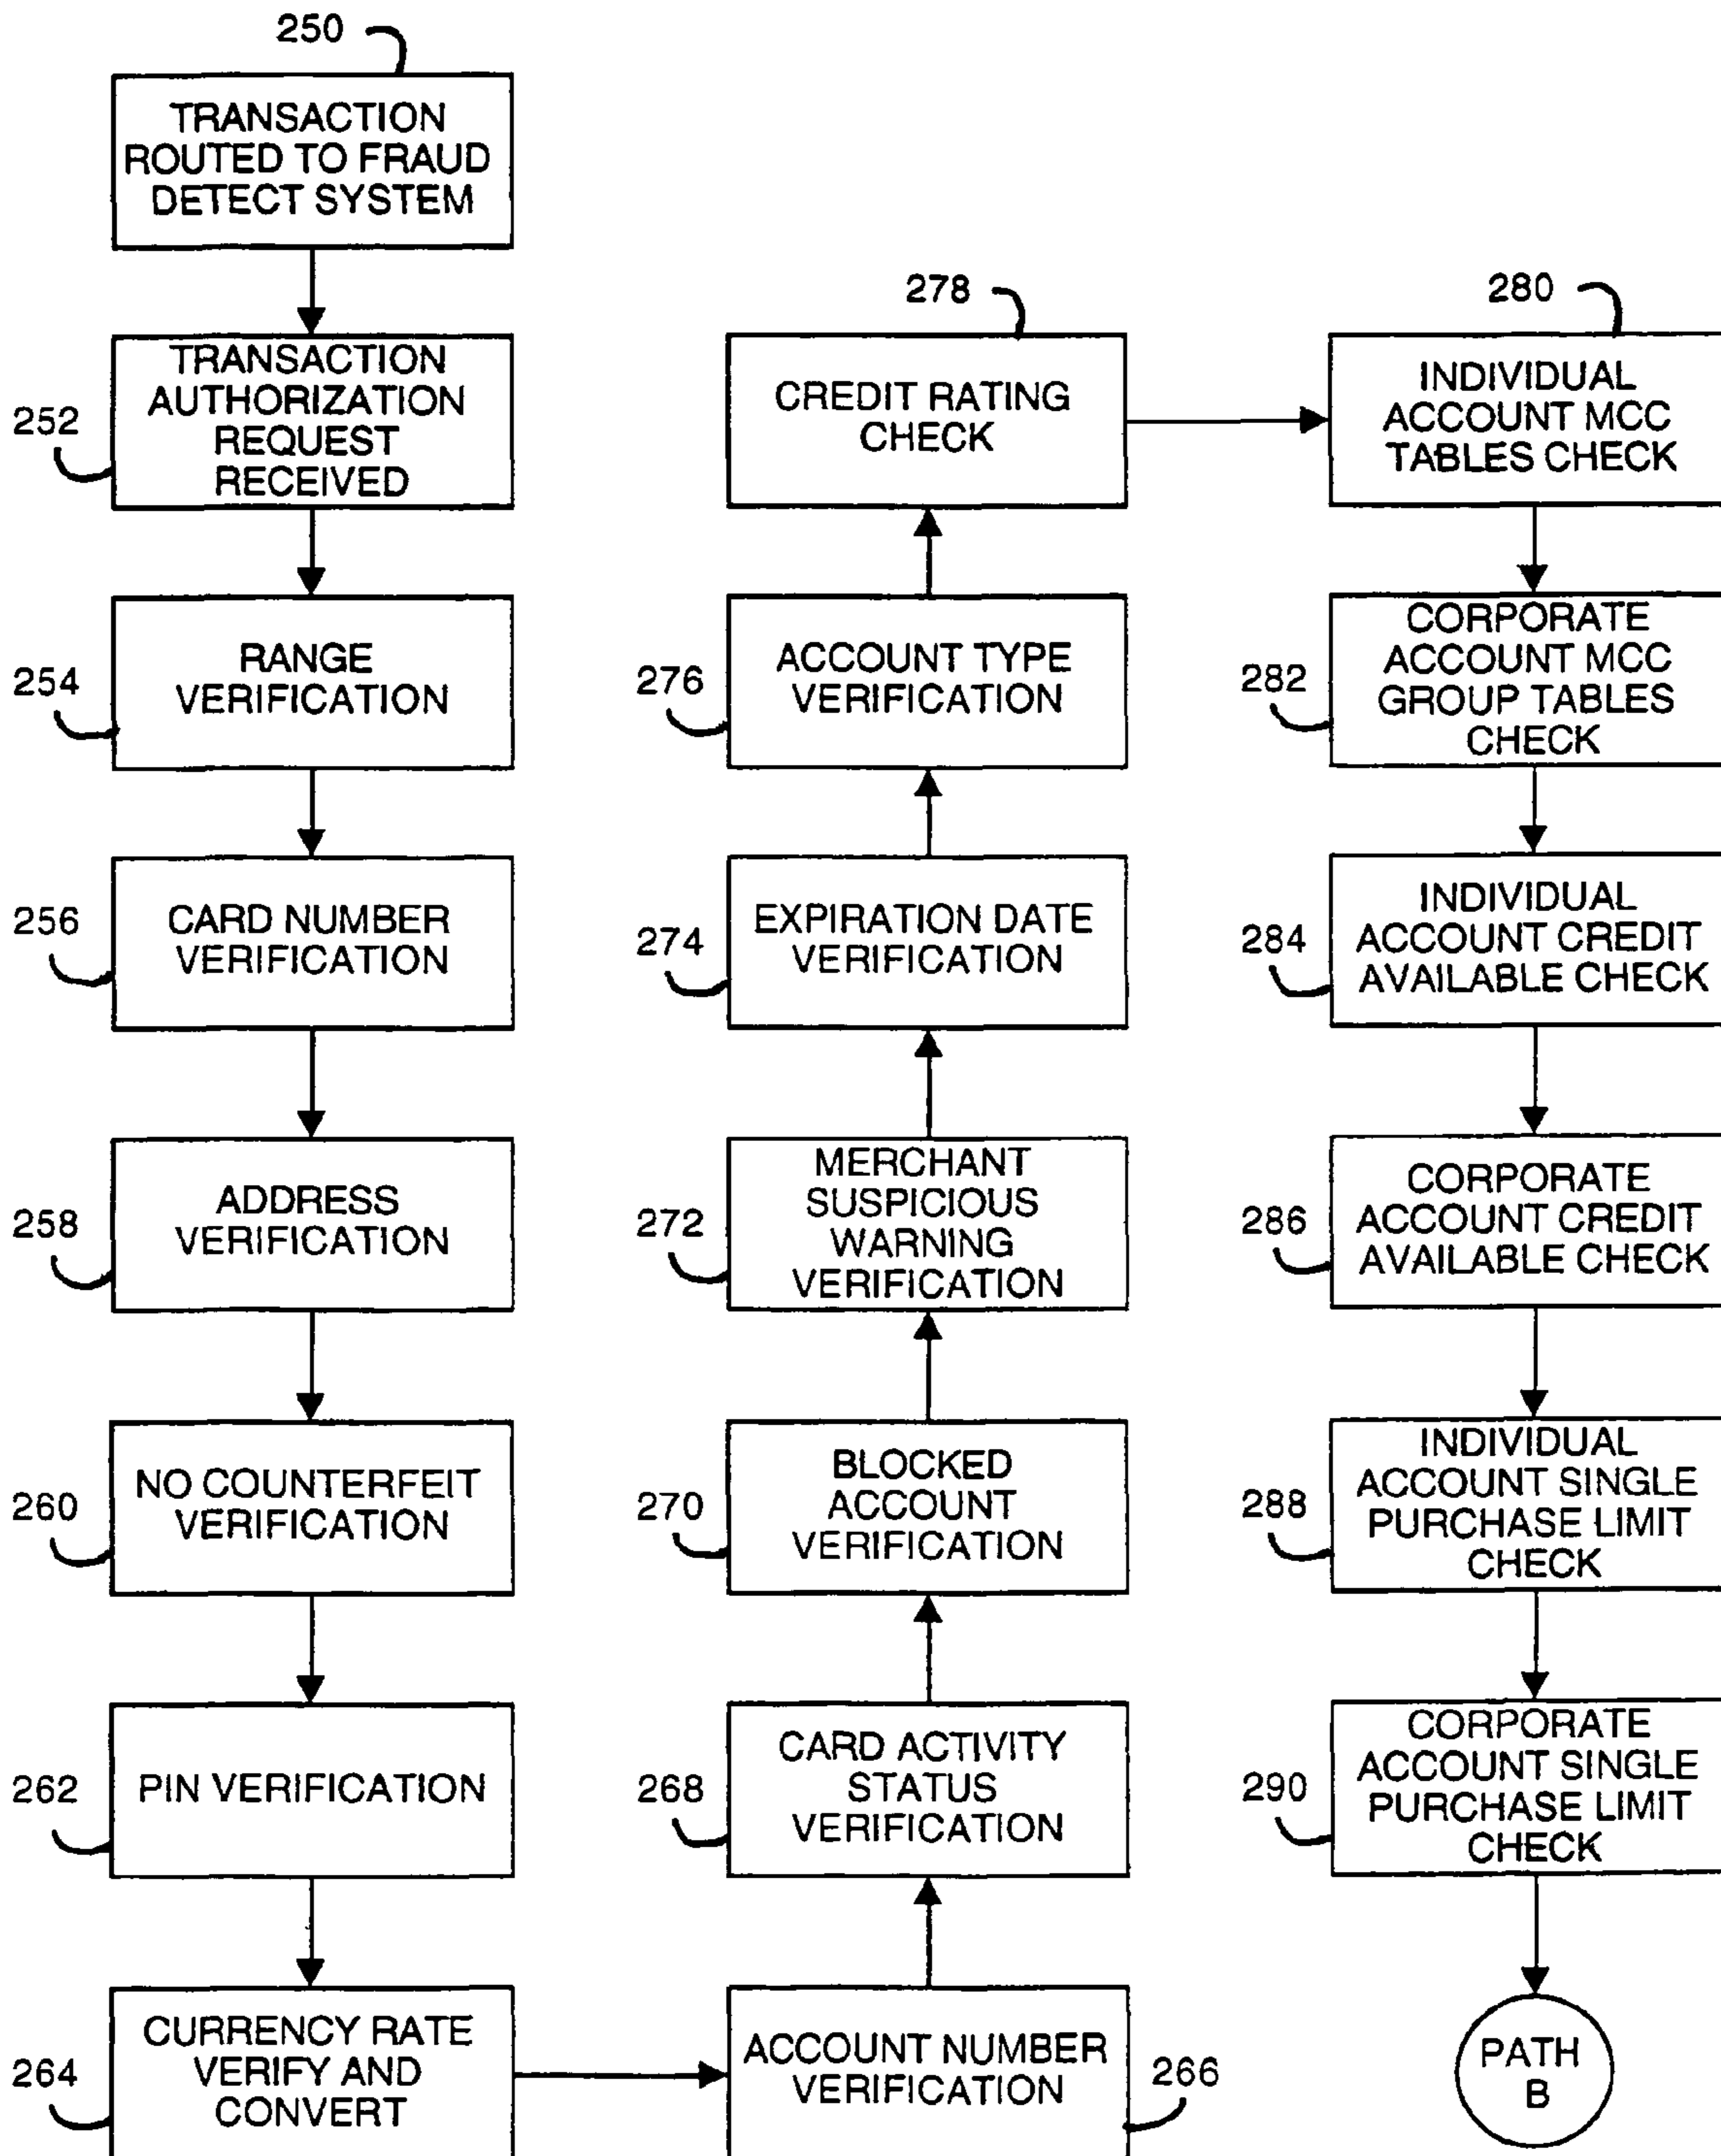 250
TRANSACTION
ROUTED TO FRAUD
DETECT SYSTEM
252
TRANSACTION
AUTHORIZATION
REQUEST
RECEIVED
254
RANGE
VERIFICATION
256
CARD NUMBER
VERIFICATION
258
ADDRESS
VERIFICATION
260
NO COUNTERFEIT
VERIFICATION
262
PIN VERIFICATION
264
CURRENCY RATE
VERIFY AND
CONVERT
266
ACCOUNT NUMBER
VERIFICATION
268
CARD ACTIVITY
STATUS
VERIFICATION
270
BLOCKED
ACCOUNT
VERIFICATION
272
MERCHANT
SUSPICIOUS
WARNING
VERIFICATION
274
EXPIRATION DATE
VERIFICATION
276
ACCOUNT TYPE
VERIFICATION
278
CREDIT RATING
CHECK
280
INDIVIDUAL
ACCOUNT MCC
TABLES CHECK
282
CORPORATE
ACCOUNT MCC
GROUP TABLES
CHECK
284
INDIVIDUAL
ACCOUNT CREDIT
AVAILABLE CHECK
286
CORPORATE
ACCOUNT CREDIT
AVAILABLE CHECK
288
INDIVIDUAL
ACCOUNT SINGLE
PURCHASE LIMIT
CHECK
290
CORPORATE
ACCOUNT SINGLE
PURCHASE LIMIT
CHECK
PATH
B